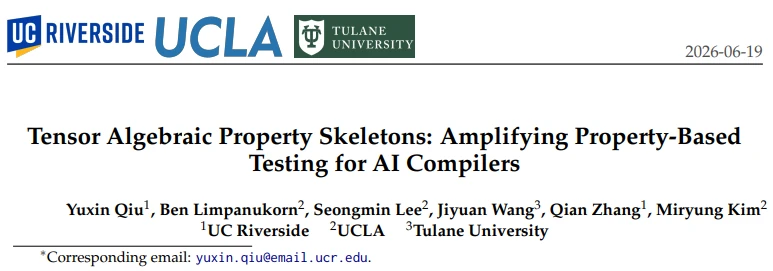 UC RIVERSIDE UCLA TULANE
UNIVERSITY
2026-06-19
Tensor Algebraic Property Skeletons: Amplifying Property-Based
Testing for AI Compilers
Yuxin Qiu1, Ben Limpanukorn2, Seongmin Lee2, Jiyuan Wang3, Qian Zhang1, Miryung Kim2
1UC Riverside 2UCLA 3Tulane University
*Corresponding email: yuxin.qiu@email.ucr.edu.